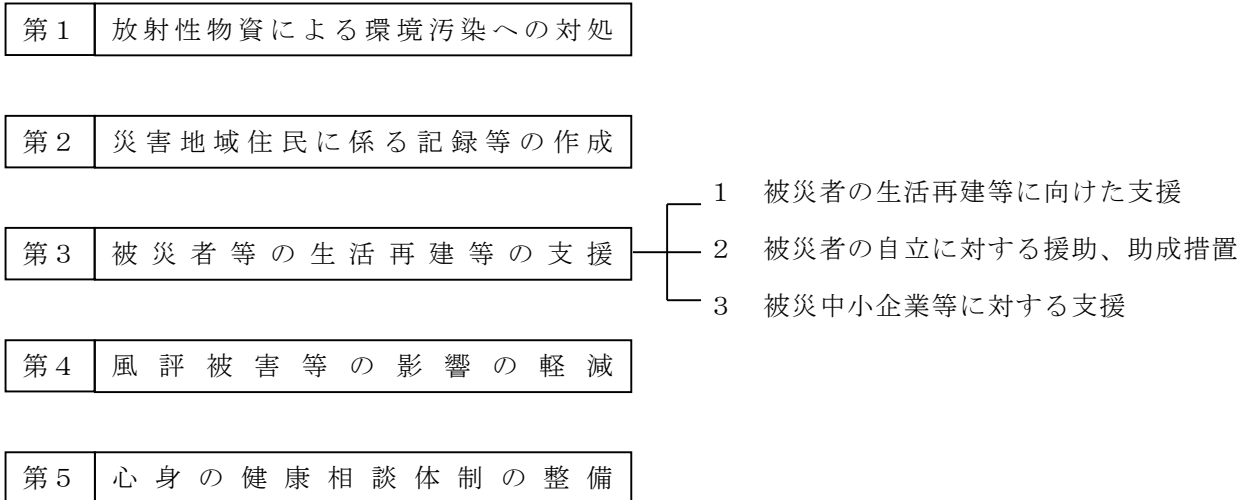 第1 放射性物資による環境汚染への対処
第2 災害地域住民に係る記録等の作成
第3 被災者等の生活再建等の支援
1 被災者の生活再建等に向けた支援
2 被災者の自立に対する援助、助成措置
3 被災中小企業等に対する支援
第4 風評被害等の影響の軽減
第5 心身の健康相談体制の整備